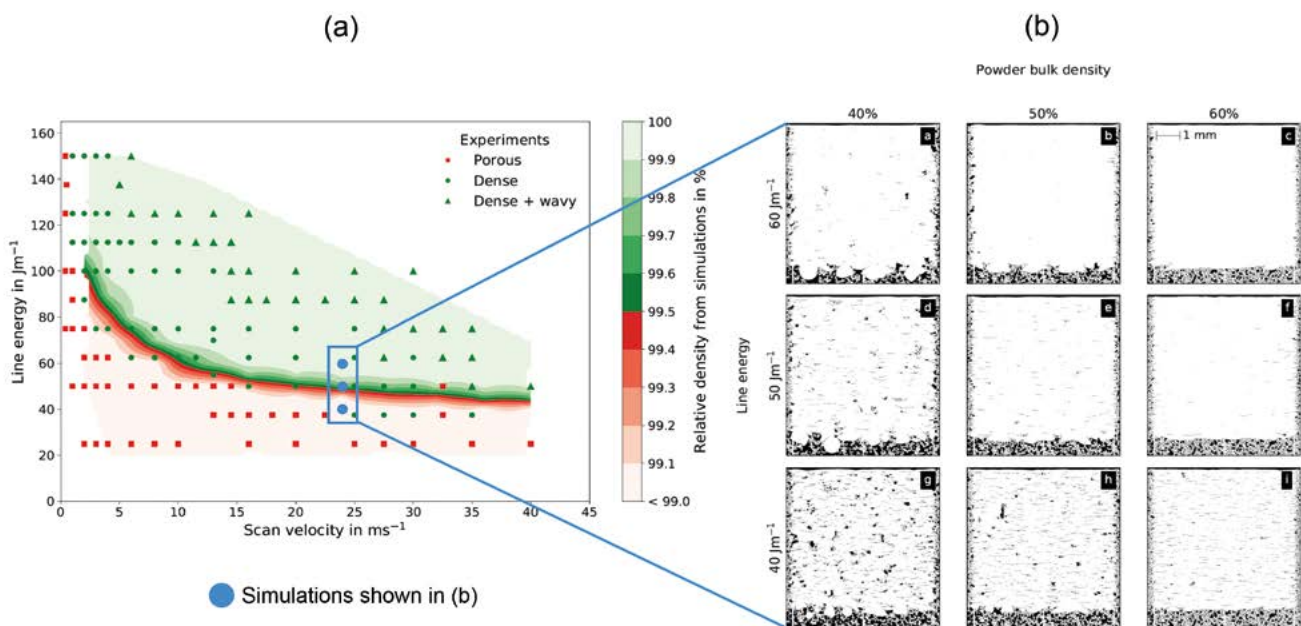 (a)
(b)
Powder bulk density
40%
50%
60%
160
140
120
100
80
60
40
20
0
Line energy in Jm⁻¹
0
5
10
15
20
25
30
35
40
45
Scan velocity in ms⁻¹
Experiments
Porous
Dense
Dense + wavy
100
99.9
99.8
99.7
99.6
99.5
99.4
99.3
99.2
99.1
< 99.0
Relative density from simulations in %
Line energy
60 Jm⁻¹
50 Jm⁻¹
40 Jm⁻¹
a
b
c
1 mm
d
e
f
g
h
i
Simulations shown in (b)